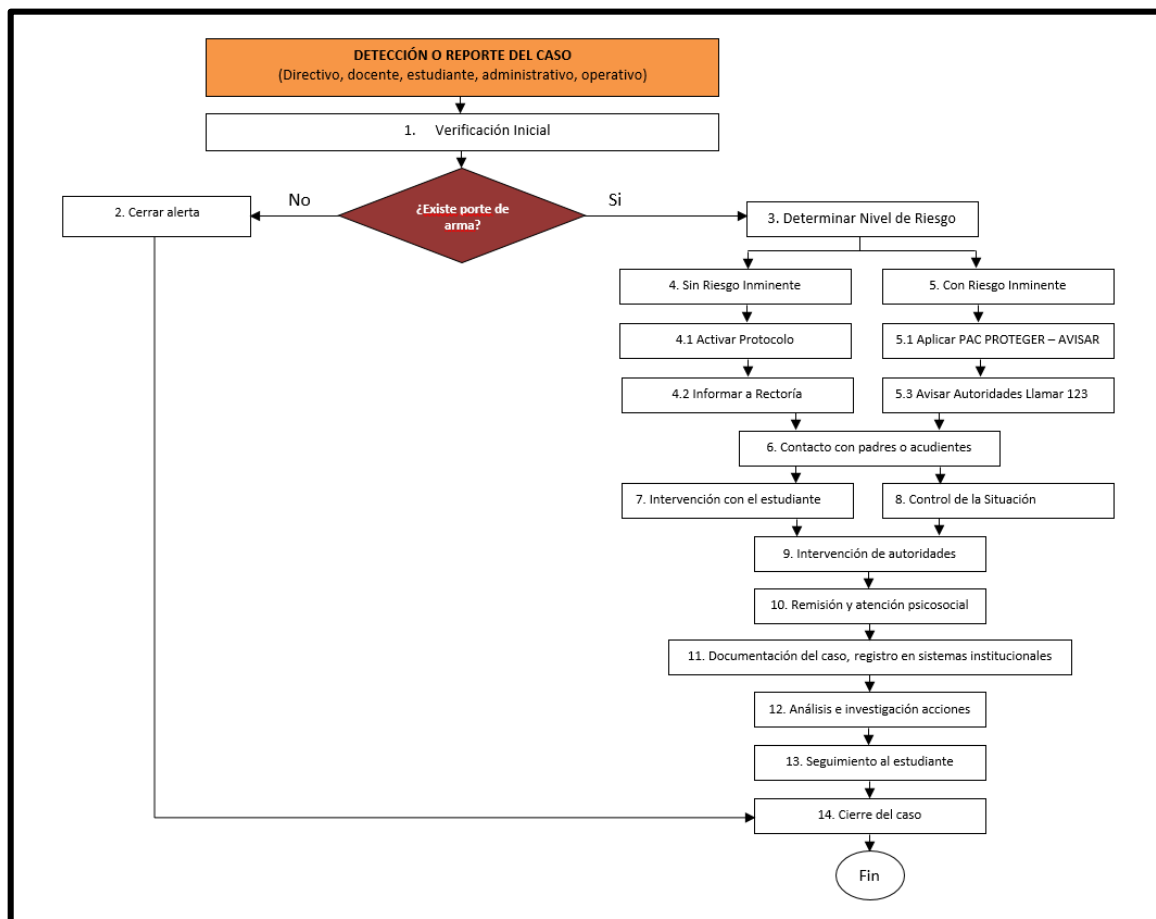 DETECCIÓN O REPORTE DEL CASO
(Directivo, docente, estudiante, administrativo, operativo)
1. Verificación Inicial
¿Existe porte de
arma?
No
Si
2. Cerrar alerta
3. Determinar Nivel de Riesgo
4. Sin Riesgo Inminente
5. Con Riesgo Inminente
4.1 Activar Protocolo
5.1 Aplicar PAC PROTEGER – AVISAR
4.2 Informar a Rectoría
5.3 Avisar Autoridades Llamar 123
6. Contacto con padres o acudientes
7. Intervención con el estudiante
8. Control de la Situación
9. Intervención de autoridades
10. Remisión y atención psicosocial
11. Documentación del caso, registro en sistemas institucionales
12. Análisis e investigación acciones
13. Seguimiento al estudiante
14. Cierre del caso
Fin